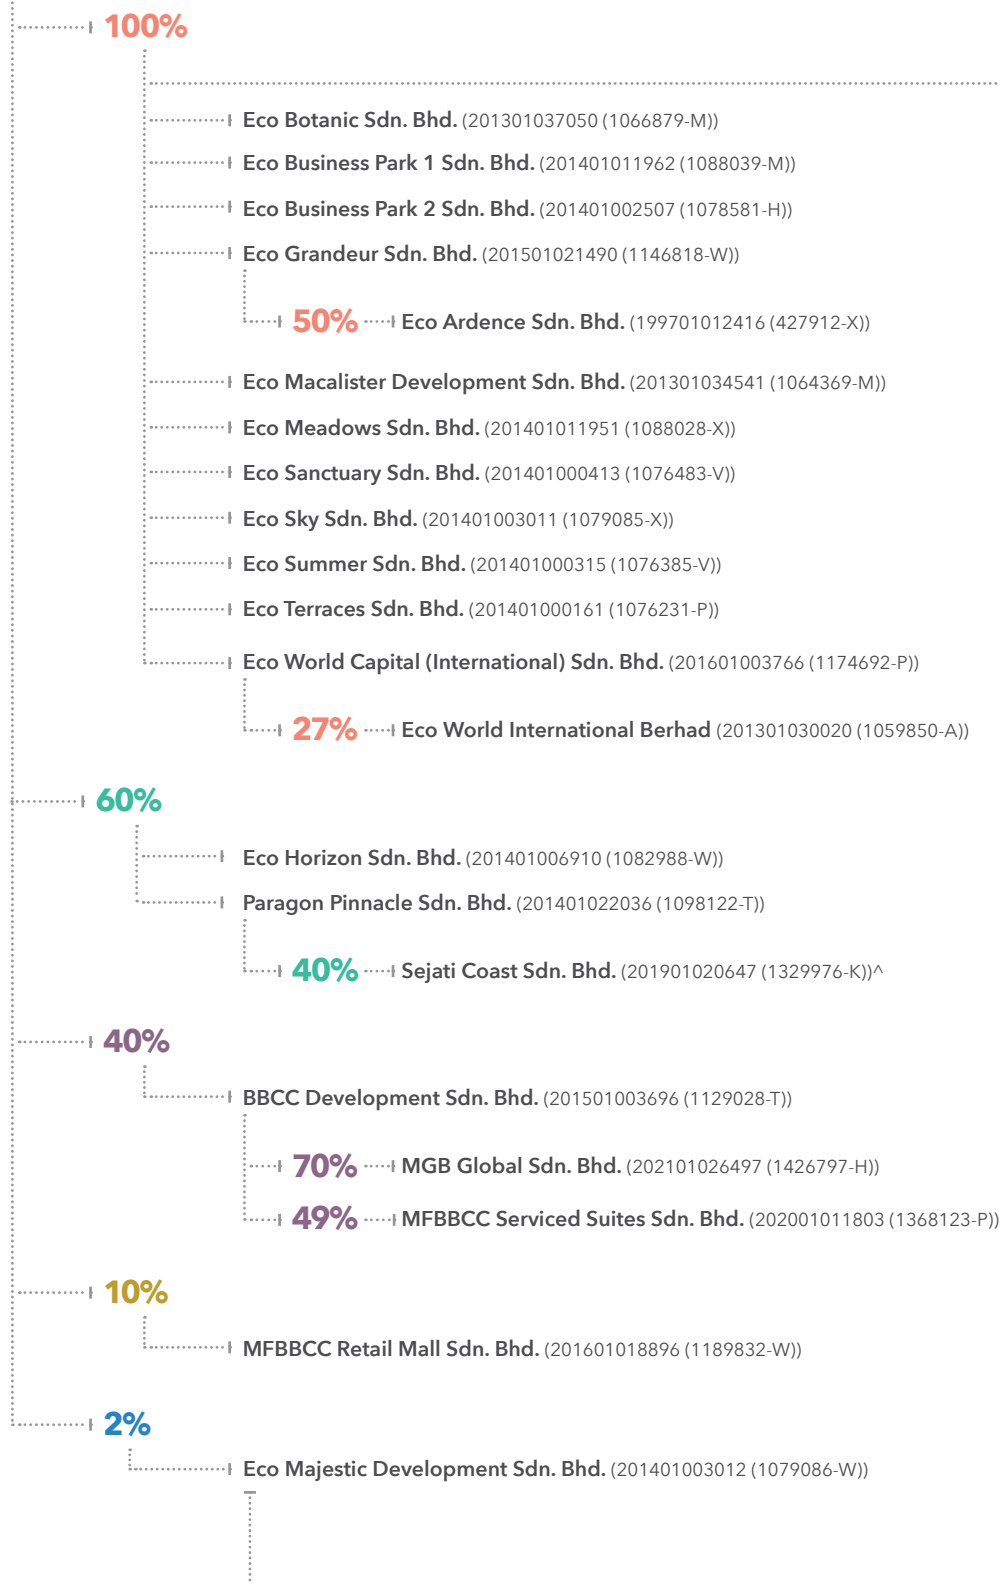 100%
Eco Botanic Sdn. Bhd. (201301037050 (1066879-M))
Eco Business Park 1 Sdn. Bhd. (201401011962 (1088039-M))
Eco Business Park 2 Sdn. Bhd. (201401002507 (1078581-H))
Eco Grandeur Sdn. Bhd. (201501021490 (1146818-W))
50% Eco Ardence Sdn. Bhd. (199701012416 (427912-X))
Eco Macalister Development Sdn. Bhd. (201301034541 (1064369-M))
Eco Meadows Sdn. Bhd. (201401011951 (1088028-X))
Eco Sanctuary Sdn. Bhd. (201401000413 (1076483-V))
Eco Sky Sdn. Bhd. (201401003011 (1079085-X))
Eco Summer Sdn. Bhd. (201401000315 (1076385-V))
Eco Terraces Sdn. Bhd. (201401000161 (1076231-P))
Eco World Capital (International) Sdn. Bhd. (201601003766 (1174692-P))
27% Eco World International Berhad (201301030020 (1059850-A))
60%
Eco Horizon Sdn. Bhd. (201401006910 (1082988-W))
Paragon Pinnacle Sdn. Bhd. (201401022036 (1098122-T))
40% Sejati Coast Sdn. Bhd. (201901020647 (1329976-K))^
40%
BBCC Development Sdn. Bhd. (201501003696 (1129028-T))
70% MGB Global Sdn. Bhd. (202101026497 (1426797-H))
49% MFBBCC Serviced Suites Sdn. Bhd. (202001011803 (1368123-P))
10%
MFBBCC Retail Mall Sdn. Bhd. (201601018896 (1189832-W))
2%
Eco Majestic Development Sdn. Bhd. (201401003012 (1079086-W))